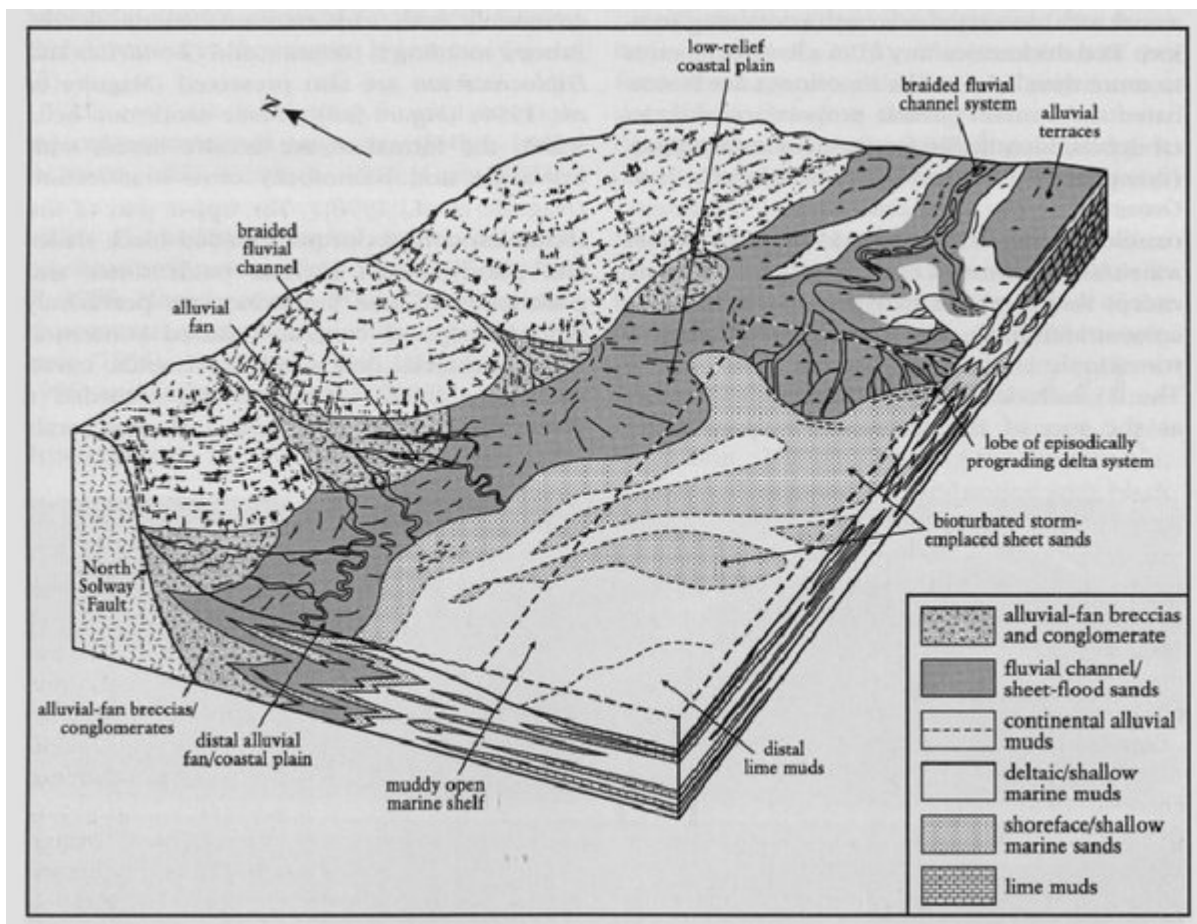 low-relief
coastal plain
braided fluvial
channel system
alluvial
terraces
N
braided
fluvial
channel
alluvial
fan
lobe of episodically
prograding delta system
bioturbated storm-
emplaced sheet sands
North
Solway
Fault
alluvial-fan breccias/
conglomerates
distal alluvial
fan/coastal plain
muddy open
marine shelf
distal
lime muds
alluvial-fan breccias
and conglomerate
fluvial channel/
sheet-flood sands
continental alluvial
muds
deltaic/shallow
marine muds
shoreface/shallow
marine sands
lime muds